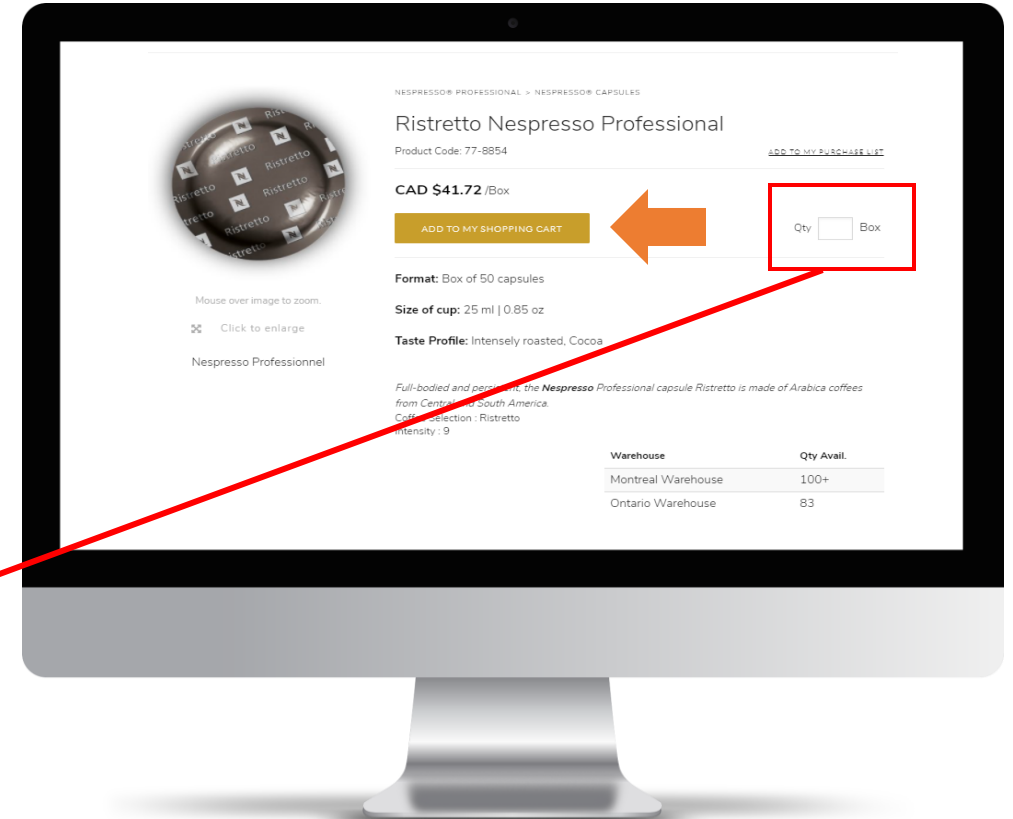 NESPRESSO® PROFESSIONAL > NESPRESSO® CAPSULES
Ristretto Nespresso Professional
Product Code: 77-8854
ADD TO MY PURCHASE LIST
CAD $41.72 /Box
ADD TO MY SHOPPING CART
Qty Box
Format: Box of 50 capsules
Size of cup: 25 ml | 0.85 oz
Taste Profile: Intensely roasted, Cocoa
Ristretto
Ristretto
Ristretto
Mouse over image to zoom.
Click to enlarge
Nespresso Professionnel
Full-bodied and persistent, the Nespresso Professional capsule Ristretto is made of Arabica coffees
from Central and South America.
Coffee Selection : Ristretto
Intensity : 9
Warehouse Qty Avail.
Montreal Warehouse 100+
Ontario Warehouse 83